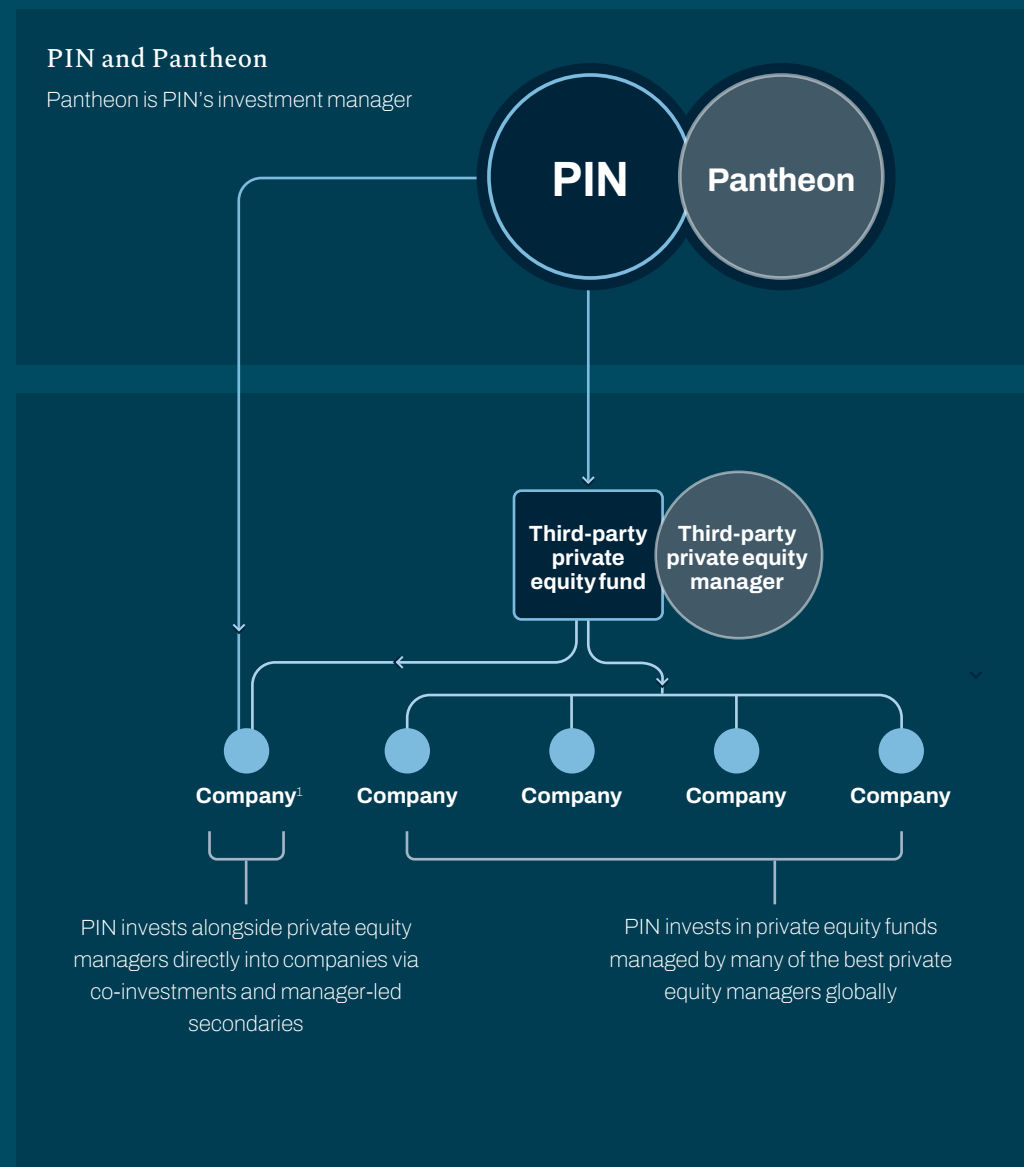 PIN and Pantheon
Pantheon is PIN’s investment manager
PIN
Pantheon
Third-party
private
equity fund
Third-party
private equity
manager
Company¹
Company
Company
Company
Company
PIN invests alongside private equity
managers directly into companies via
co-investments and manager-led
secondaries
PIN invests in private equity funds
managed by many of the best private
equity managers globally